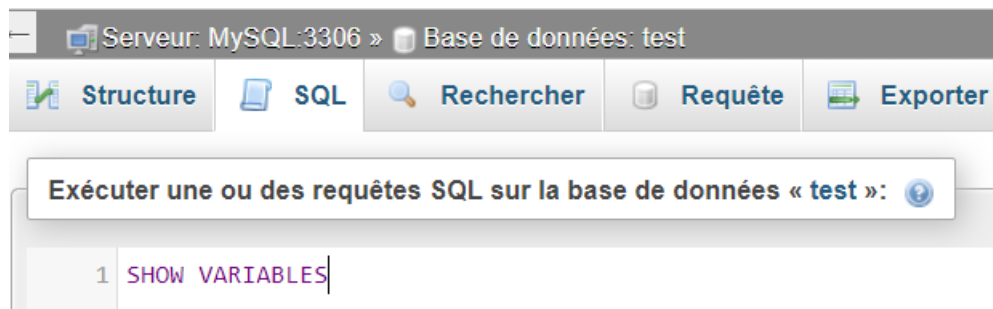 Serveur: MySQL:3306 » Base de données: test
Structure SQL Rechercher Requête Exporter
Exécuter une ou des requêtes SQL sur la base de données « test »:
1 SHOW VARIABLES